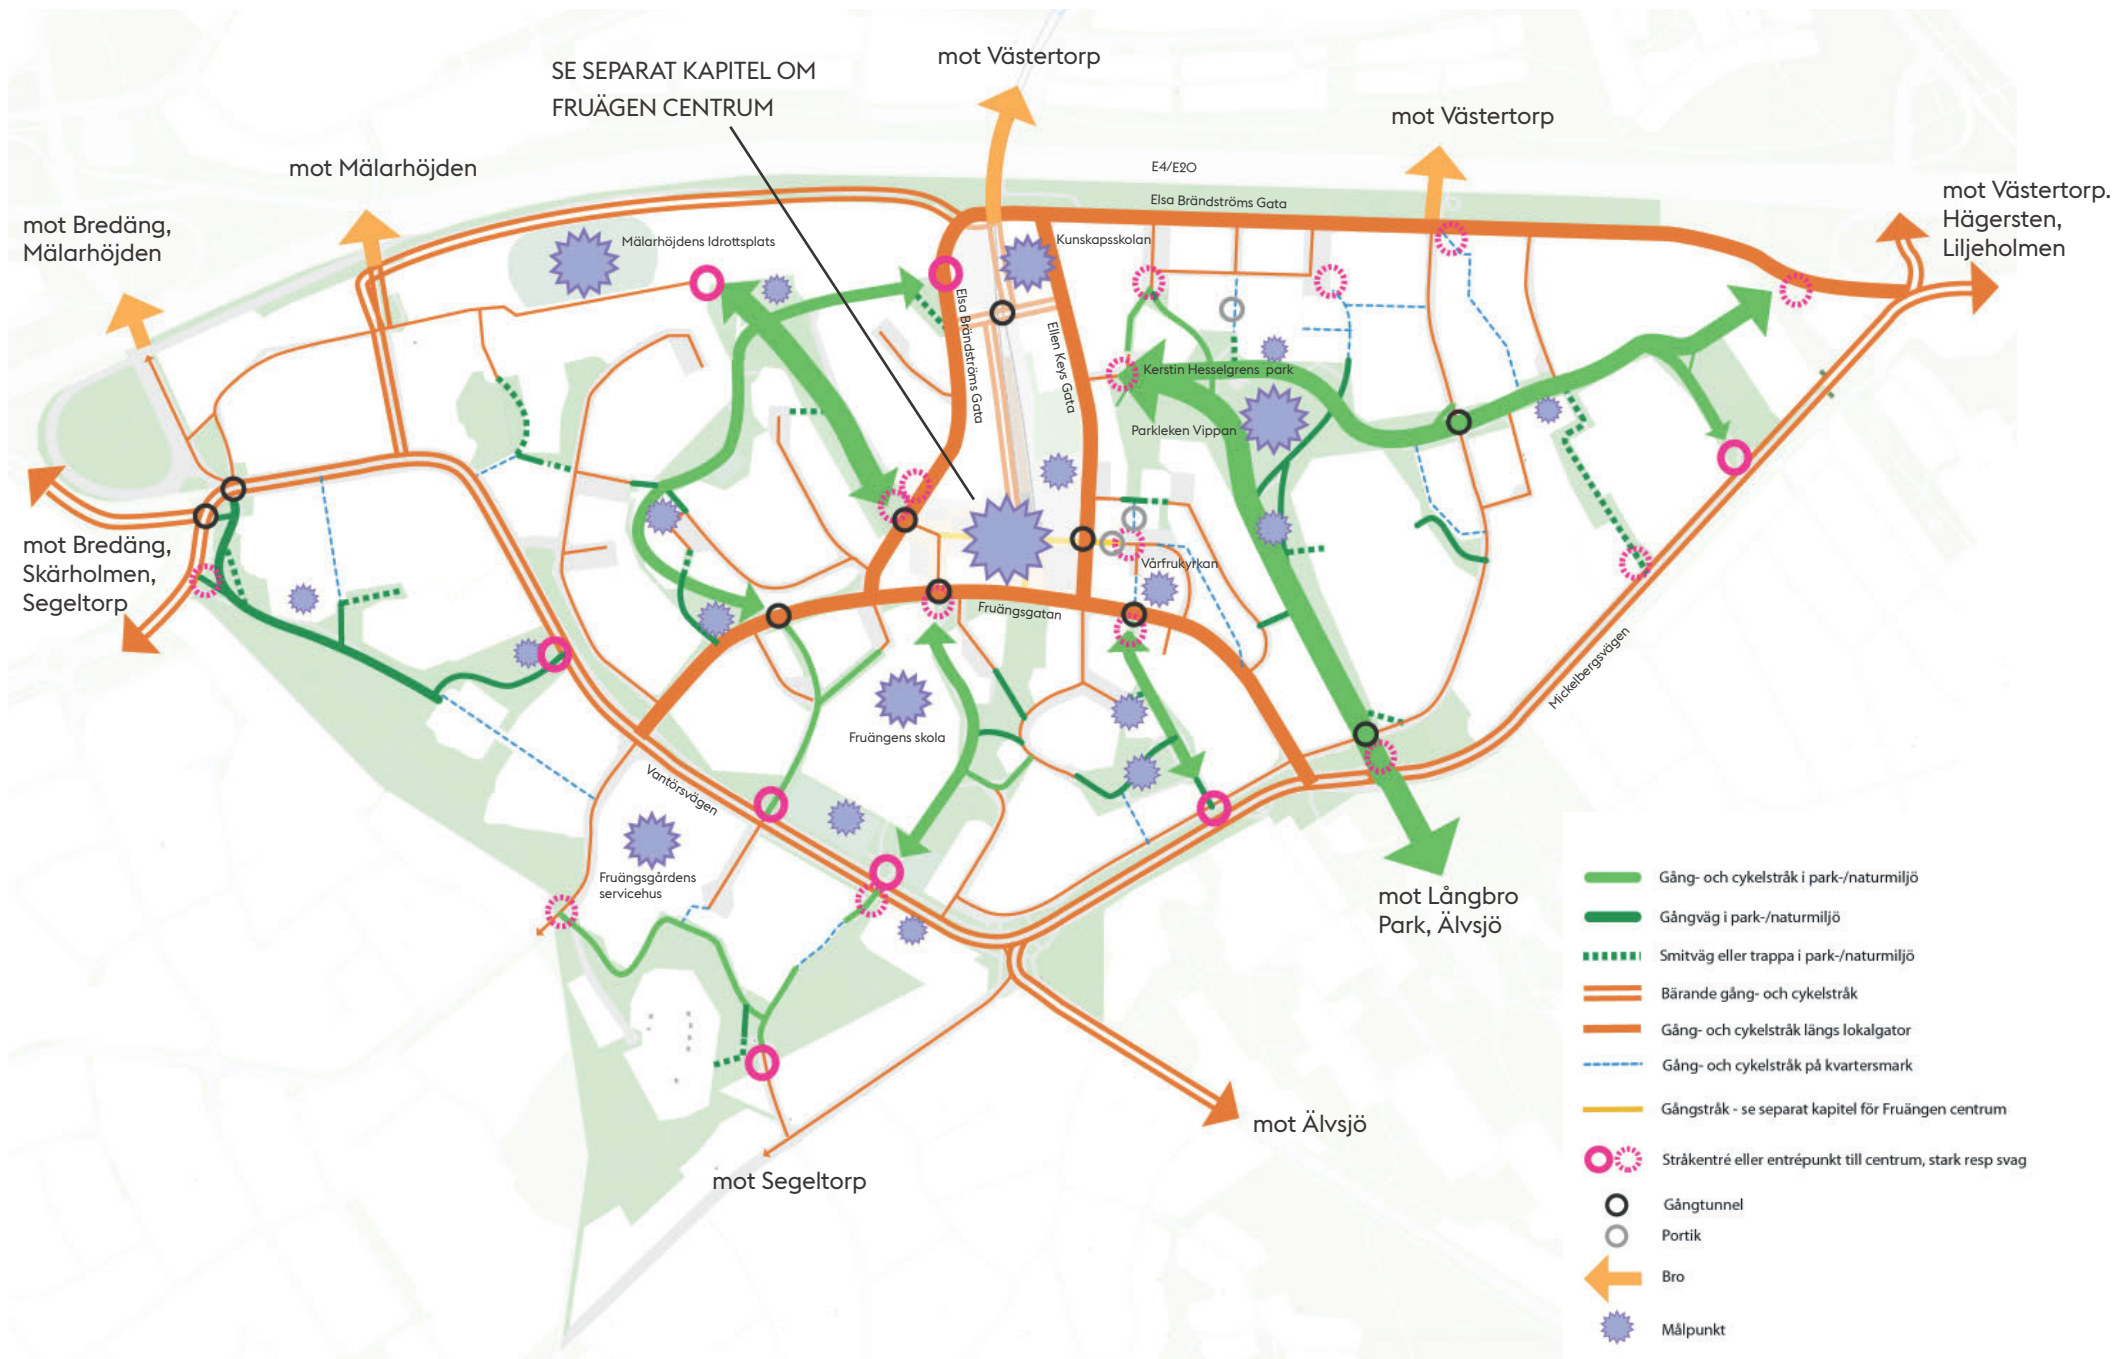 SE SEPARAT KAPITEL OM
FRUÄGEN CENTRUM
mot Västertorp
mot Västertorp
mot Mälarhöjden
E4/E20
mot Bredäng,
Mälarhöjden
Elsa Brändströms Gata
mot Västertorp.
Hägersten,
Liljeholmen
Mälarhöjdens Idrottsplats
Kunskapsskolan
Elsa Brändströms Gata
Ellen Keys Gata
Kerstin Hesselgrens park
Parkleken Vippan
mot Bredäng,
Skärholmen,
Segeltorp
Vårfrukyrkan
Fruängsgatan
Mickelbergsvägen
Fruängens skola
Vantörsvägen
Fruängsgårdens
servicehus
mot Långbro
Park, Älvsjö
mot Älvsjö
mot Segeltorp
Gång- och cykelstråk i park-/naturmiljö
Gångväg i park-/naturmiljö
Smitväg eller trappa i park-/naturmiljö
Bärande gång- och cykelstråk
Gång- och cykelstråk längs lokalgator
Gång- och cykelstråk på kvartersmark
Gångstråk - se separat kapitel för Fruängen centrum
Stråkentré eller entrépunkt till centrum, stark resp svag
Gångtunnel
Portik
Bro
Målpunkt